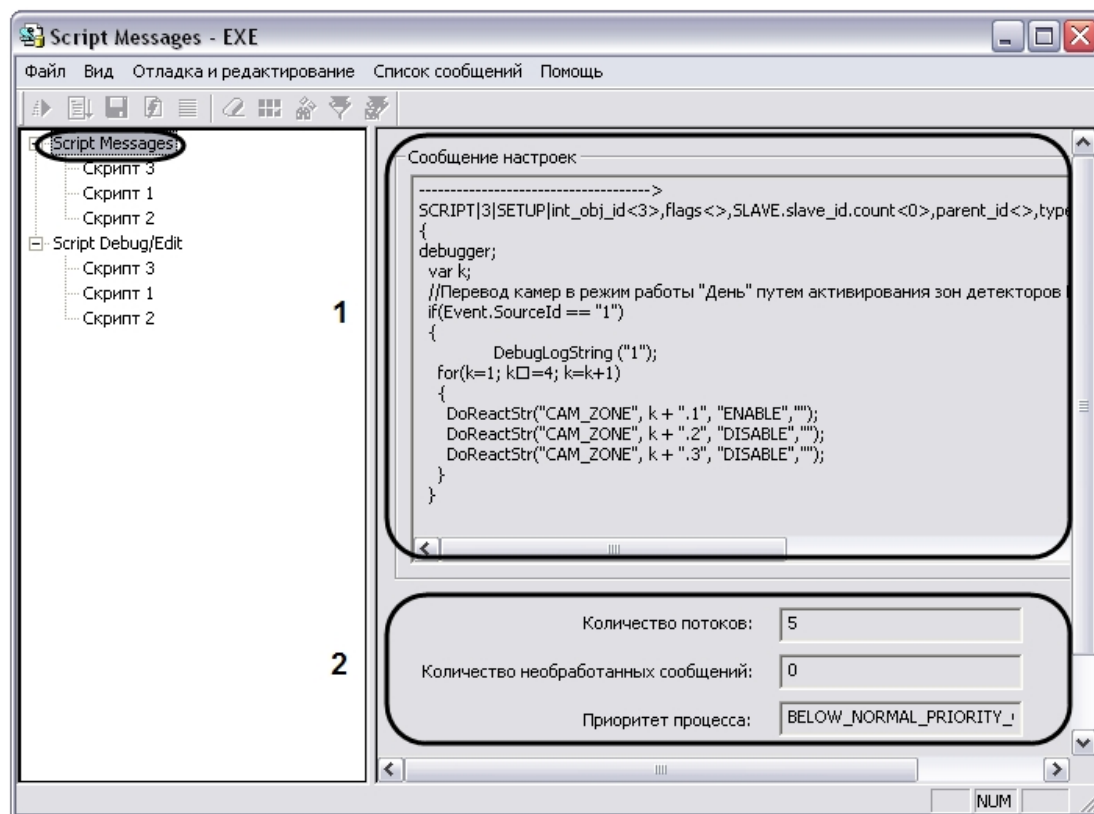 Script Messages - EXE
Файл Вид Отладка и редактирование Список сообщений Помощь
Script Messages
Скрипт 3
Скрипт 1
Скрипт 2
Script Debug/Edit
Скрипт 3
Скрипт 1
Скрипт 2
1
Сообщение настроек
------------------------------------->
SCRIPT|3|SETUP|int_obj_id<3>,flags<>,SLAVE.slave_id.count<0>,parent_id<>,type
{
debugger;
var k;
//Перевод камер в режим работы "День" путем активирования зон детекторов
if(Event.SourceId == "1")
{
DebugLogString ("1");
for(k=1; k□=4; k=k+1)
{
DoReactStr("CAM_ZONE", k + ".1", "ENABLE","");
DoReactStr("CAM_ZONE", k + ".2", "DISABLE","");
DoReactStr("CAM_ZONE", k + ".3", "DISABLE","");
}
}
2
Количество потоков: 5
Количество необработанных сообщений: 0
Приоритет процесса: BELOW_NORMAL_PRIORITY_
NUM